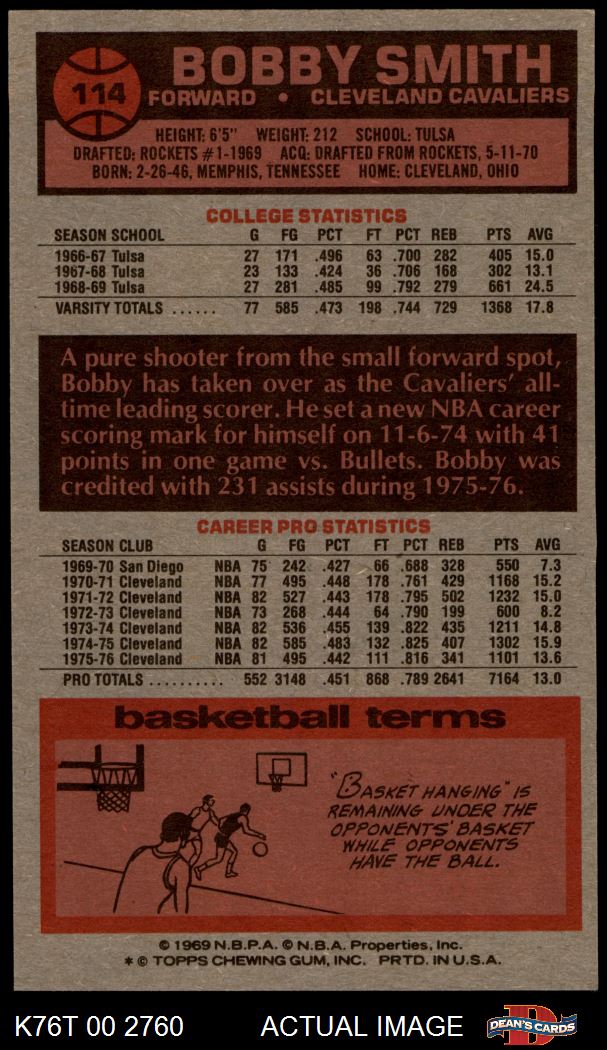 114
BOBBY SMITH
FORWARD • CLEVELAND CAVALIERS
HEIGHT: 6'5" WEIGHT: 212 SCHOOL: TULSA
DRAFTED: ROCKETS #1-1969 ACQ: DRAFTED FROM ROCKETS, 5-11-70
BORN: 2-26-46, MEMPHIS, TENNESSEE HOME: CLEVELAND, OHIO
COLLEGE STATISTICS
SEASON SCHOOL G FG PCT FT PCT REB PTS AVG
1966-67 Tulsa 27 171 .496 63 .700 282 405 15.0
1967-68 Tulsa 23 133 .424 36 .706 168 302 13.1
1968-69 Tulsa 27 281 .485 99 .792 279 661 24.5
VARSITY TOTALS ...... 77 585 .473 198 .744 729 1368 17.8
A pure shooter from the small forward spot,
Bobby has taken over as the Cavaliers' all-
time leading scorer. He set a new NBA career
scoring mark for himself on 11-6-74 with 41
points in one game vs. Bullets. Bobby was
credited with 231 assists during 1975-76.
CAREER PRO STATISTICS
SEASON CLUB G FG PCT FT PCT REB PTS AVG
1969-70 San Diego NBA 75 242 .427 66 .688 328 550 7.3
1970-71 Cleveland NBA 77 495 .448 178 .761 429 1168 15.2
1971-72 Cleveland NBA 82 527 .443 178 .795 502 1232 15.0
1972-73 Cleveland NBA 73 268 .444 64 .790 199 600 8.2
1973-74 Cleveland NBA 82 536 .455 139 .822 435 1211 14.8
1974-75 Cleveland NBA 82 585 .483 132 .825 407 1302 15.9
1975-76 Cleveland NBA 81 495 .442 111 .816 341 1101 13.6
PRO TOTALS .......... 552 3148 .451 868 .789 2641 7164 13.0
basketball terms
"BASKET HANGING" IS
REMAINING UNDER THE
OPPONENTS' BASKET
WHILE OPPONENTS
HAVE THE BALL.
© 1969 N.B.P.A. © N.B.A. Properties, Inc.
* © TOPPS CHEWING GUM, INC. PRTD. IN U.S.A.
K76T 00 2760 ACTUAL IMAGE D DEAN'S CARDS